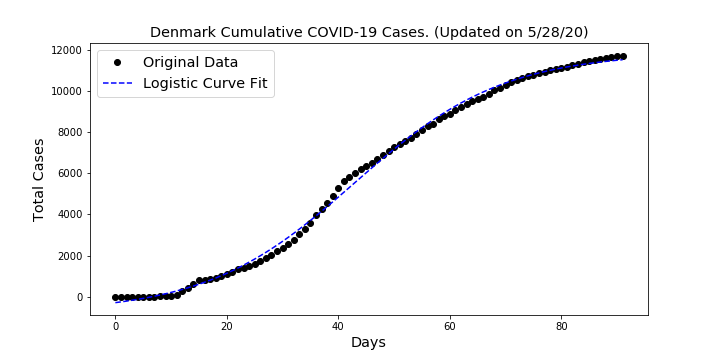 Denmark Cumulative COVID-19 Cases. (Updated on 5/28/20)
12000
10000
8000
6000
4000
2000
0
Total Cases
Original Data
Logistic Curve Fit
0 20 40 60 80
Days